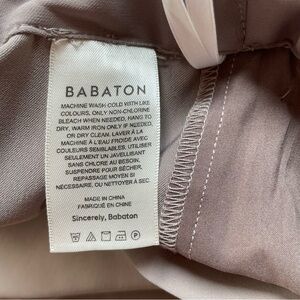 BABATON
MACHINE WASH COLD WITH LIKE
COLOURS, ONLY NON-CHLORINE
BLEACH WHEN NEEDED, HANG TO
DRY, WARM IRON ONLY IF NEEDED,
OR DRY CLEAN. LAVER À LA
MACHINE À L'EAU FROIDE AVEC
COULEURS SEMBLABLES, UTILISER
SEULEMENT UN JAVELLISANT
SANS CHLORE AU BESOIN,
SUSPENDRE POUR SÉCHER,
REPASSAGE MOYEN SI
NÉCESSAIRE, OU NETTOYER À SEC.
MADE IN CHINA
FABRIQUÉ EN CHINE
Sincerely, Babaton